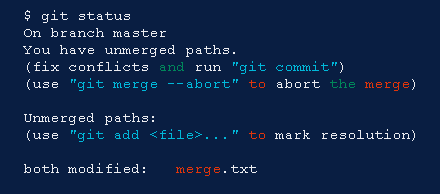 $ git status
On branch master
You have unmerged paths.
(fix conflicts and run "git commit")
(use "git merge --abort" to abort the merge)
Unmerged paths:
(use "git add <file>..." to mark resolution)
both modified:   merge.txt